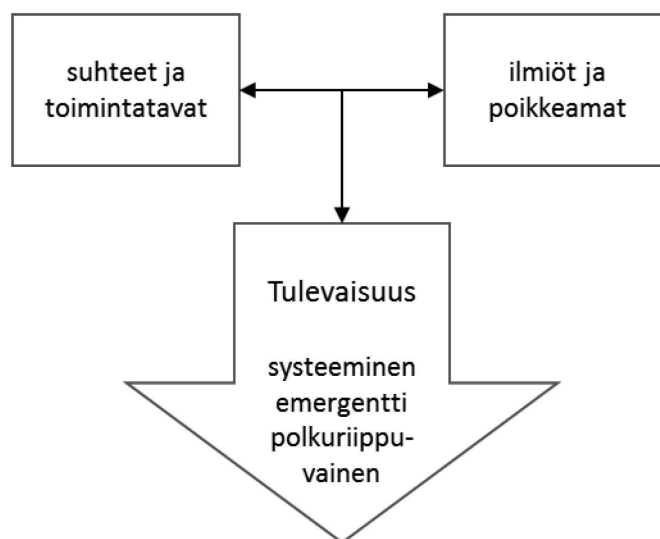 suhteet ja
toimintatavat
ilmiöt ja
poikkeamat
Tulevaisuus
systeeminen
emergentti
polkuriippu-
vainen